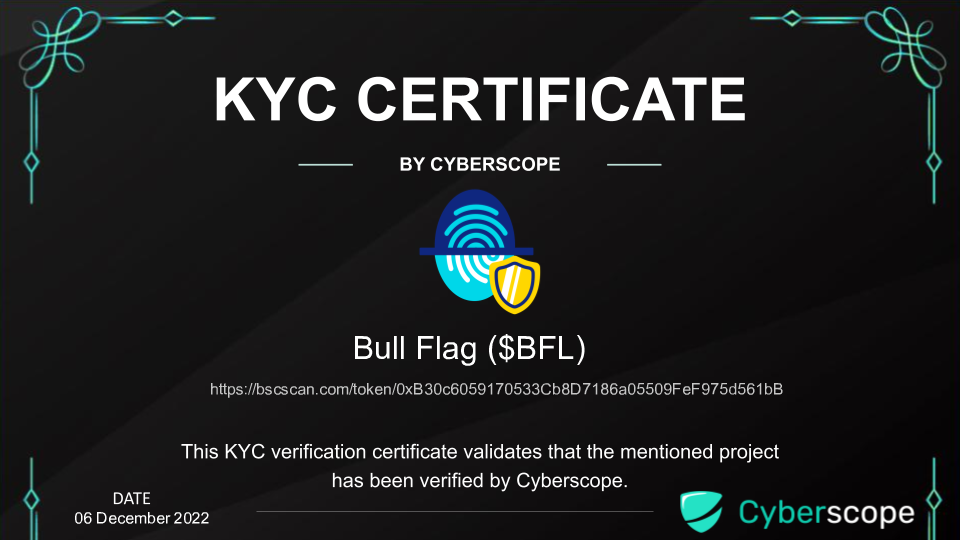 KYC CERTIFICATE
BY CYBERSCOPE
Bull Flag ($BFL)
https://bscscan.com/token/0xB30c6059170533Cb8D7186a05509FeF975d561bB
This KYC verification certificate validates that the mentioned project
has been verified by Cyberscope.
DATE
06 December 2022
Cyberscope